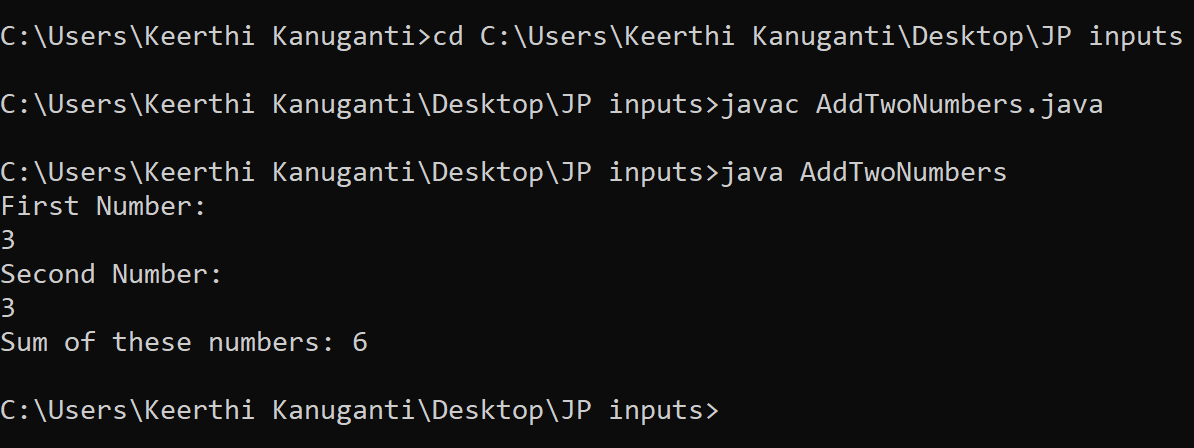 C:\Users\Keerthi Kanuganti>cd C:\Users\Keerthi Kanuganti\Desktop\JP inputs
C:\Users\Keerthi Kanuganti\Desktop\JP inputs>javac AddTwoNumbers.java
C:\Users\Keerthi Kanuganti\Desktop\JP inputs>java AddTwoNumbers
First Number:
3
Second Number:
3
Sum of these numbers: 6
C:\Users\Keerthi Kanuganti\Desktop\JP inputs>